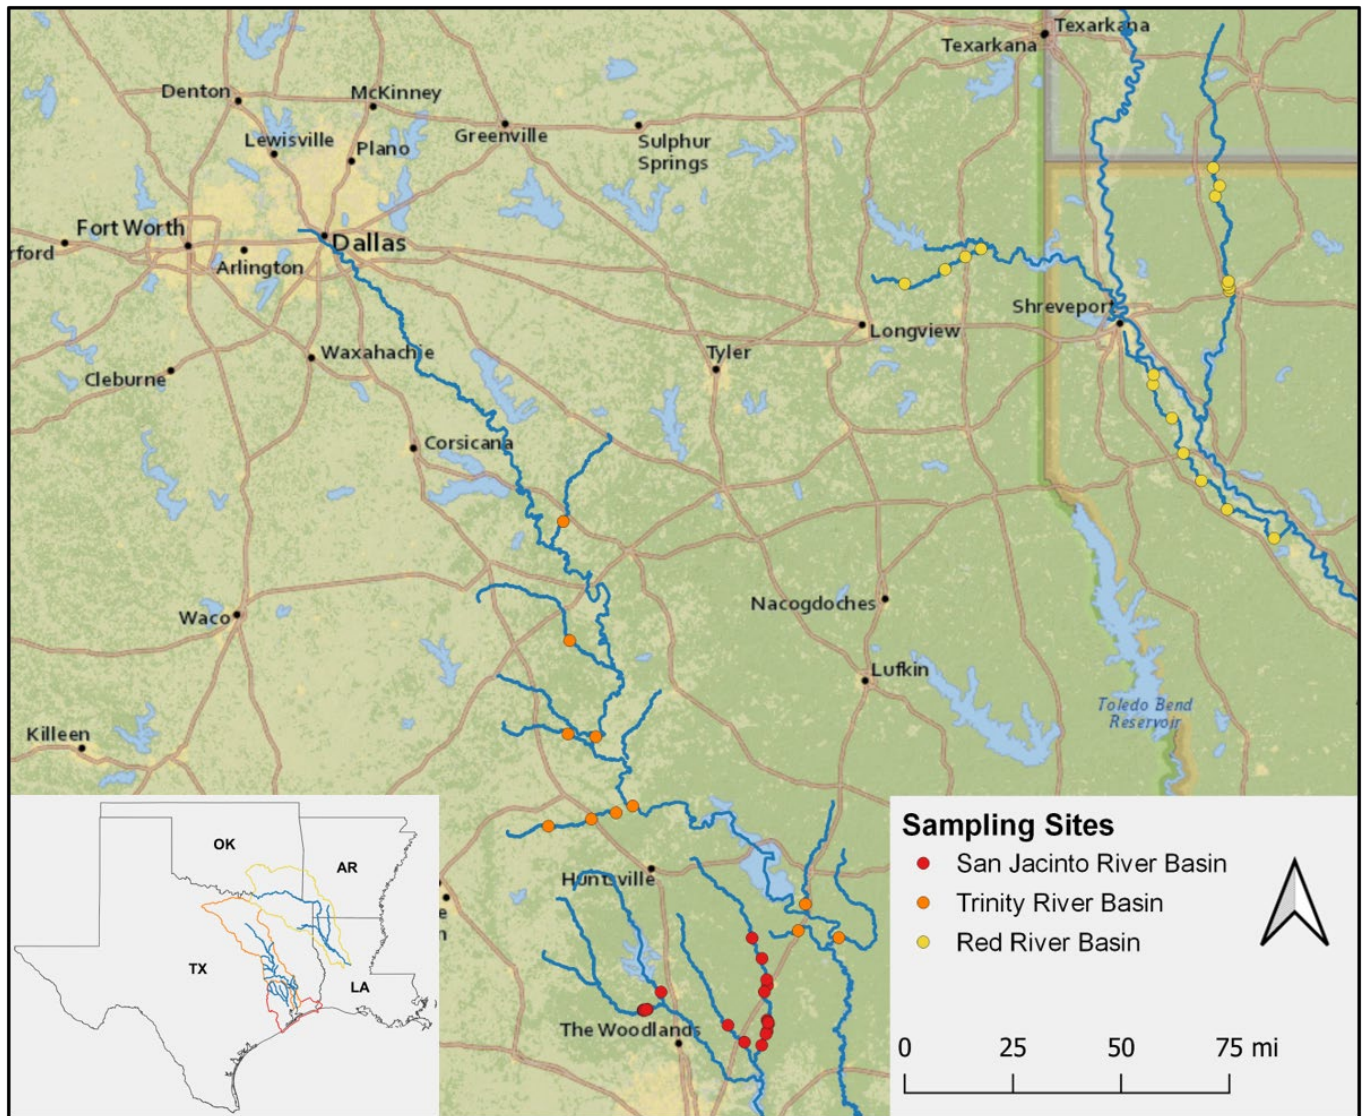 Texarkana
Texarkana
Denton
McKinney
Lewisville
Plano
Greenville
Sulphur
Springs
Fort Worth
Dallas
rford
Arlington
Shreveport
Longview
Waxahachie
Tyler
Cleburne
Corsicana
Waco
Nacogdoches
Lufkin
Toledo Bend
Reservoir
Killeen
Huntsville
e
n
The Woodlands
OK
AR
TX
LA
Sampling Sites
San Jacinto River Basin
Trinity River Basin
Red River Basin
0 25 50 75 mi